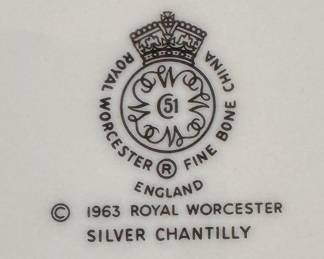 ROYAL WORCESTER ® FINE BONE CHINA
51
ENGLAND
© 1963 ROYAL WORCESTER
SILVER CHANTILLY